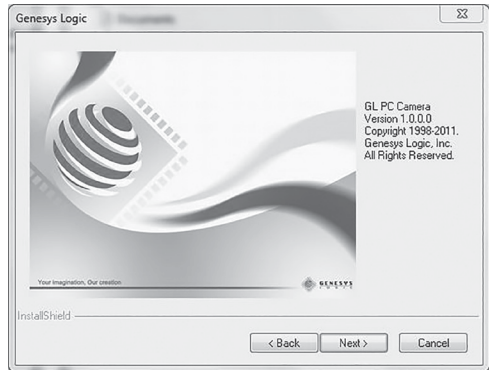 Genesys Logic
GL PC Camera
Version 1.0.0.0
Copyright 1998-2011.
Genesys Logic, Inc.
All Rights Reserved.
Your imagination, Our creation
GENESYS
LOGIC
InstallShield
< Back
Next >
Cancel